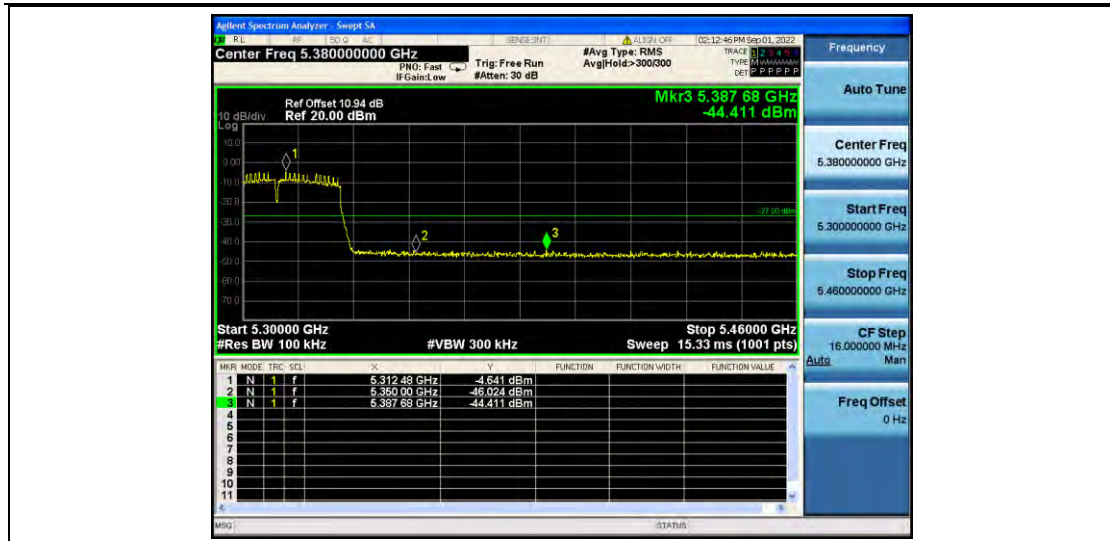 Agilent Spectrum Analyzer - Swept SA
RL RF 50 Ω AC SENSE:INT ALIGN OFF 02:12:46 PM Sep 01, 2022
Center Freq 5.380000000 GHz
PNO: Fast
IFGain:Low
Trig: Free Run
#Atten: 30 dB
#Avg Type: RMS
Avg|Hold:>300/300
TRACE 1 2 3 4 5 6
TYPE M
DET P P P P P P
Ref Offset 10.94 dB
10 dB/div Ref 20.00 dBm
Log
Mkr3 5.387 68 GHz
-44.411 dBm
10.0
0.00
-10.0
-20.0
-30.0
-40.0
-50.0
-60.0
-70.0
1
2
3
-27.00 dBm
Start 5.30000 GHz Stop 5.46000 GHz
#Res BW 100 kHz #VBW 300 kHz Sweep 15.33 ms (1001 pts)
MKR MODE TRC SCL X Y FUNCTION FUNCTION WIDTH FUNCTION VALUE
1 N 1 f 5.312 48 GHz -4.641 dBm
2 N 1 f 5.350 00 GHz -46.024 dBm
3 N 1 f 5.387 68 GHz -44.411 dBm
4
5
6
7
8
9
10
11
MSG STATUS
Frequency
Auto Tune
Center Freq
5.380000000 GHz
Start Freq
5.300000000 GHz
Stop Freq
5.460000000 GHz
CF Step
16.000000 MHz
Auto Man
Freq Offset
0 Hz